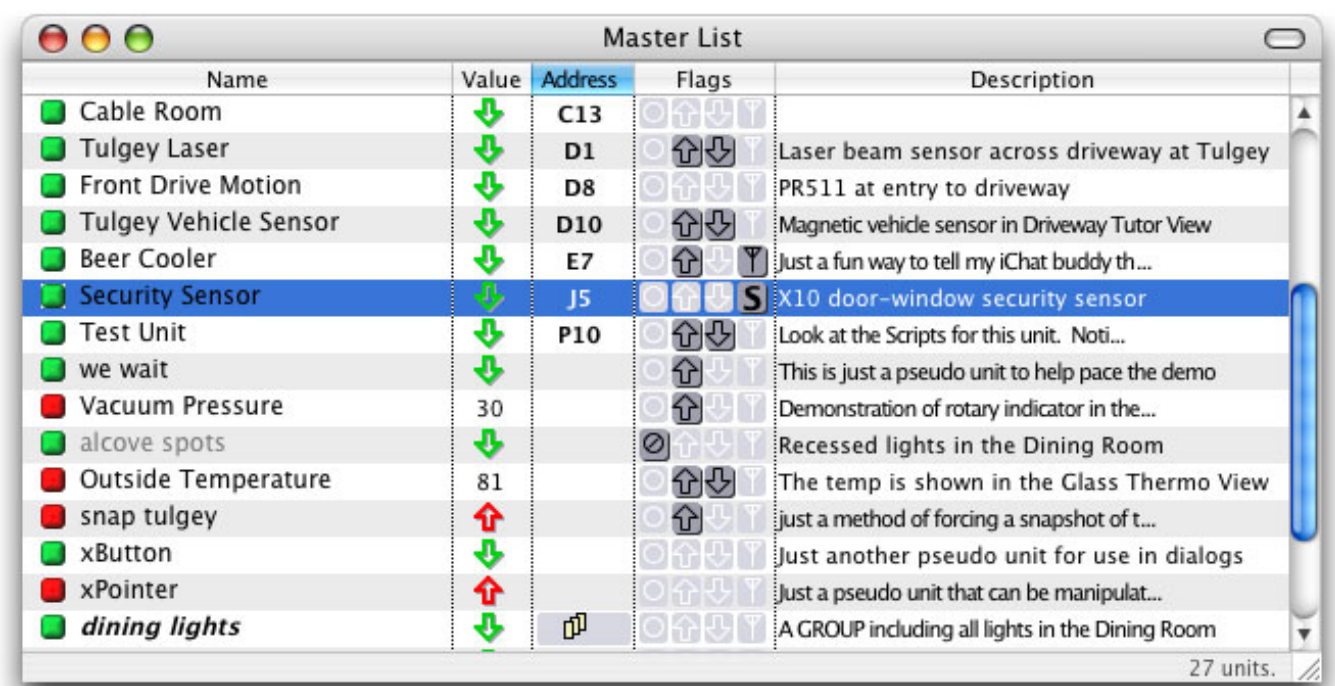 Master List
Name Value Address Flags Description
Cable Room C13
Tulgey Laser D1 Laser beam sensor across driveway at Tulgey
Front Drive Motion D8 PR511 at entry to driveway
Tulgey Vehicle Sensor D10 Magnetic vehicle sensor in Driveway Tutor View
Beer Cooler E7 Just a fun way to tell my iChat buddy th...
Security Sensor J5 S X10 door-window security sensor
Test Unit P10 Look at the Scripts for this unit. Noti...
we wait This is just a pseudo unit to help pace the demo
Vacuum Pressure 30 Demonstration of rotary indicator in the...
alcove spots Recessed lights in the Dining Room
Outside Temperature 81 The temp is shown in the Glass Thermo View
snap tulgey just a method of forcing a snapshot of t...
xButton Just another pseudo unit for use in dialogs
xPointer Just a pseudo unit that can be manipulat...
dining lights A GROUP including all lights in the Dining Room
27 units.